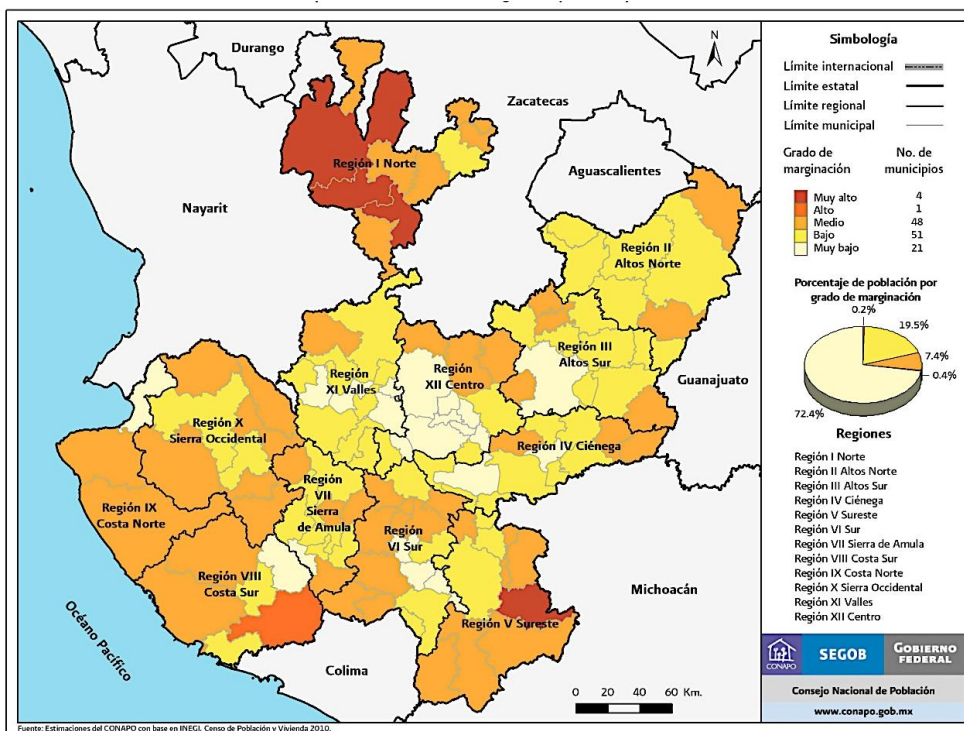 Durango
Zacatecas
N
Región I Norte
Aguascalientes
Nayarit
Región II
Altos Norte
Región III
Altos Sur
Región
XI Valles
Región
XII Centro
Guanajuato
Región X
Sierra Occidental
Región IV Ciénega
Región
VII
Sierra
de Amula
Región IX
Costa Norte
Región
VI Sur
Región VIII
Costa Sur
Michoacán
Región V Sureste
Océano Pacífico
Colima
0 20 40 60 Km.
Simbología
Límite internacional
Límite estatal
Límite regional
Límite municipal
Grado de marginación No. de municipios
Muy alto 4
Alto 1
Medio 48
Bajo 51
Muy bajo 21
Porcentaje de población por
grado de marginación
0.2%
19.5%
7.4%
0.4%
72.4%
Regiones
Región I Norte
Región II Altos Norte
Región III Altos Sur
Región IV Ciénega
Región V Sureste
Región VI Sur
Región VII Sierra de Amula
Región VIII Costa Sur
Región IX Costa Norte
Región X Sierra Occidental
Región XI Valles
Región XII Centro
CONAPO
SEGOB
GOBIERNO
FEDERAL
Consejo Nacional de Población
www.conapo.gob.mx
Fuente: Estimaciones del CONAPO con base en INEGI, Censo de Población y Vivienda 2010.